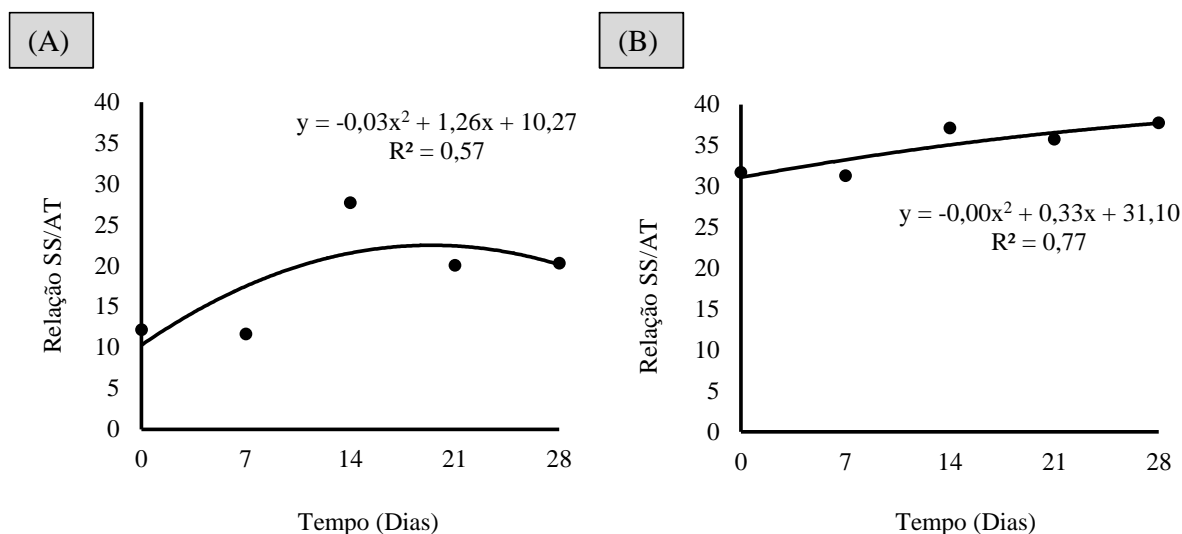 (A)
40
35
30
25
20
15
10
5
0
Relação SS/AT
y = -0,03x² + 1,26x + 10,27
R² = 0,57
0 7 14 21 28
Tempo (Dias)
(B)
40
35
30
25
20
15
10
5
0
Relação SS/AT
y = -0,00x² + 0,33x + 31,10
R² = 0,77
0 7 14 21 28
Tempo (Dias)